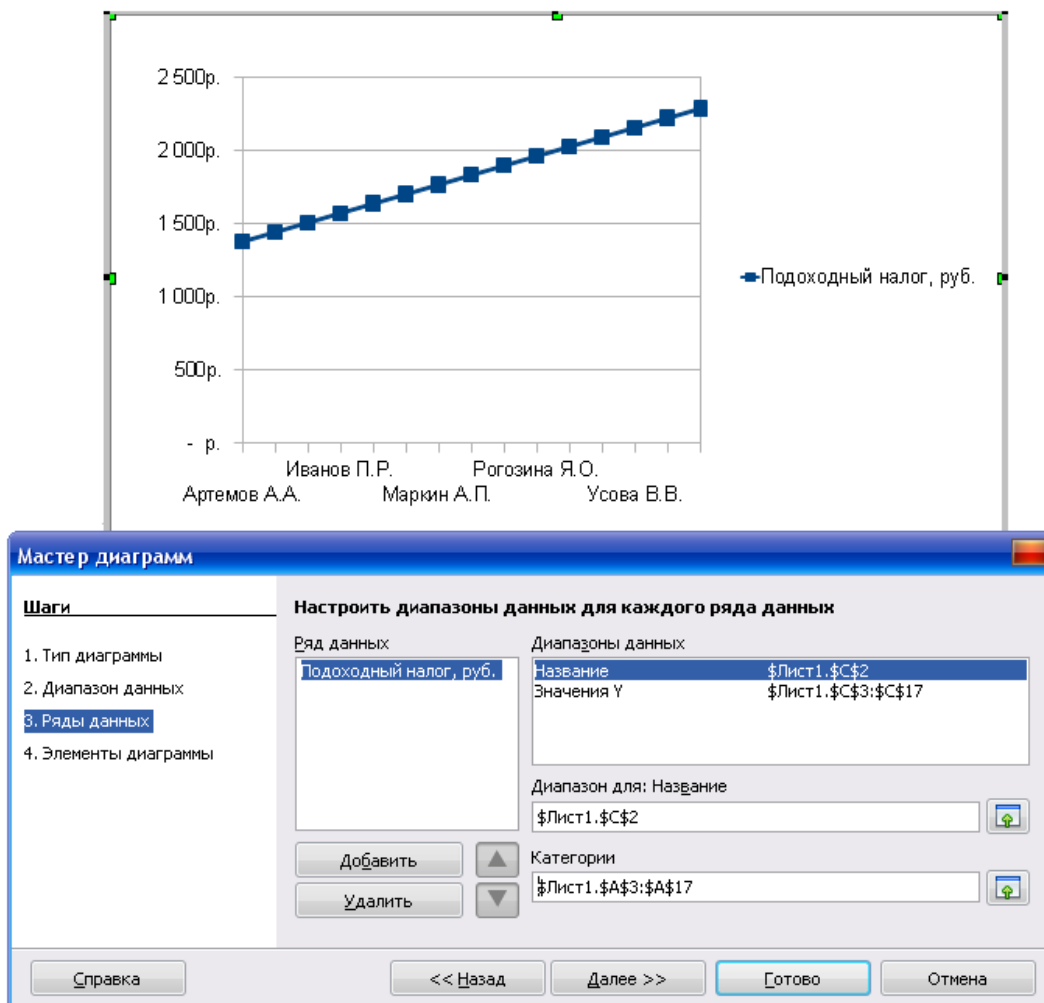 2 500р.
2 000р.
1 500р.
1 000р.
500р.
- р.
Подоходный налог, руб.
Иванов П.Р. Рогозина Я.О.
Артемов А.А. Маркин А.П. Усова В.В.
Мастер диаграмм
Шаги
1. Тип диаграммы
2. Диапазон данных
3. Ряды данных
4. Элементы диаграммы
Настроить диапазоны данных для каждого ряда данных
Ряд данных
Подоходный налог, руб.
Добавить
Удалить
Диапазоны данных
Название $Лист1.$C$2
Значения Y $Лист1.$C$3:$C$17
Диапазон для: Название
$Лист1.$C$2
Категории
$Лист1.$A$3:$A$17
Справка << Назад Далее >> Готово Отмена